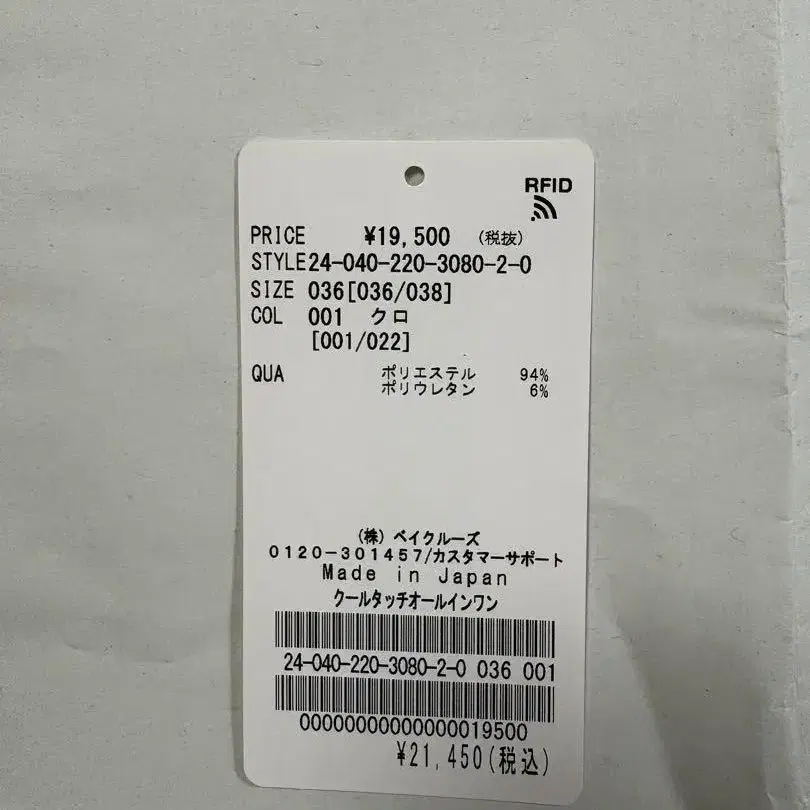 RFID
PRICE ¥19,500 (税抜)
STYLE24-040-220-3080-2-0
SIZE 036[036/038]
COL 001 クロ
[001/022]
QUA ポリエステル 94%
ポリウレタン 6%
(株) ベイクルーズ
0120-301457/カスタマーサポート
Made in Japan
クールタッチオールインワン
24-040-220-3080-2-0 036 001
00000000000000019500
¥21,450(税込)